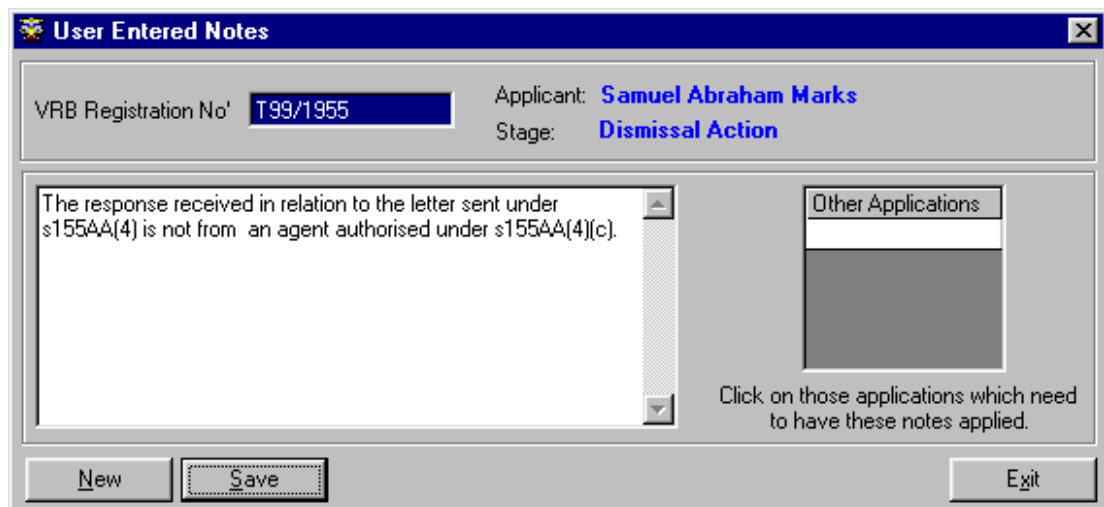 User Entered Notes
VRB Registration No' T99/1955
Applicant: Samuel Abraham Marks
Stage: Dismissal Action
The response received in relation to the letter sent under
s155AA(4) is not from  an agent authorised under s155AA(4)(c).
Other Applications
Click on those applications which need
to have these notes applied.
New
Save
Exit